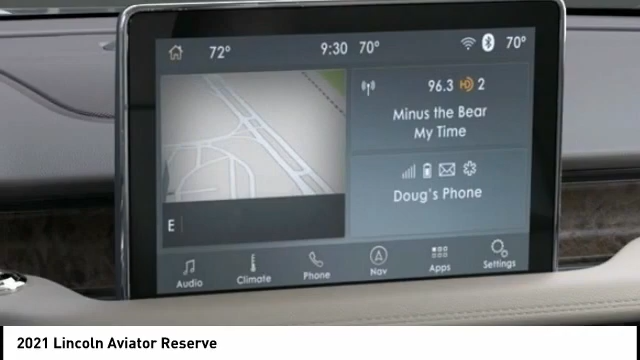 72° 9:30 70° 70°
96.3 HD 2
Minus the Bear
My Time
Doug's Phone
E
Audio Climate Phone Nav Apps Settings
2021 Lincoln Aviator Reserve